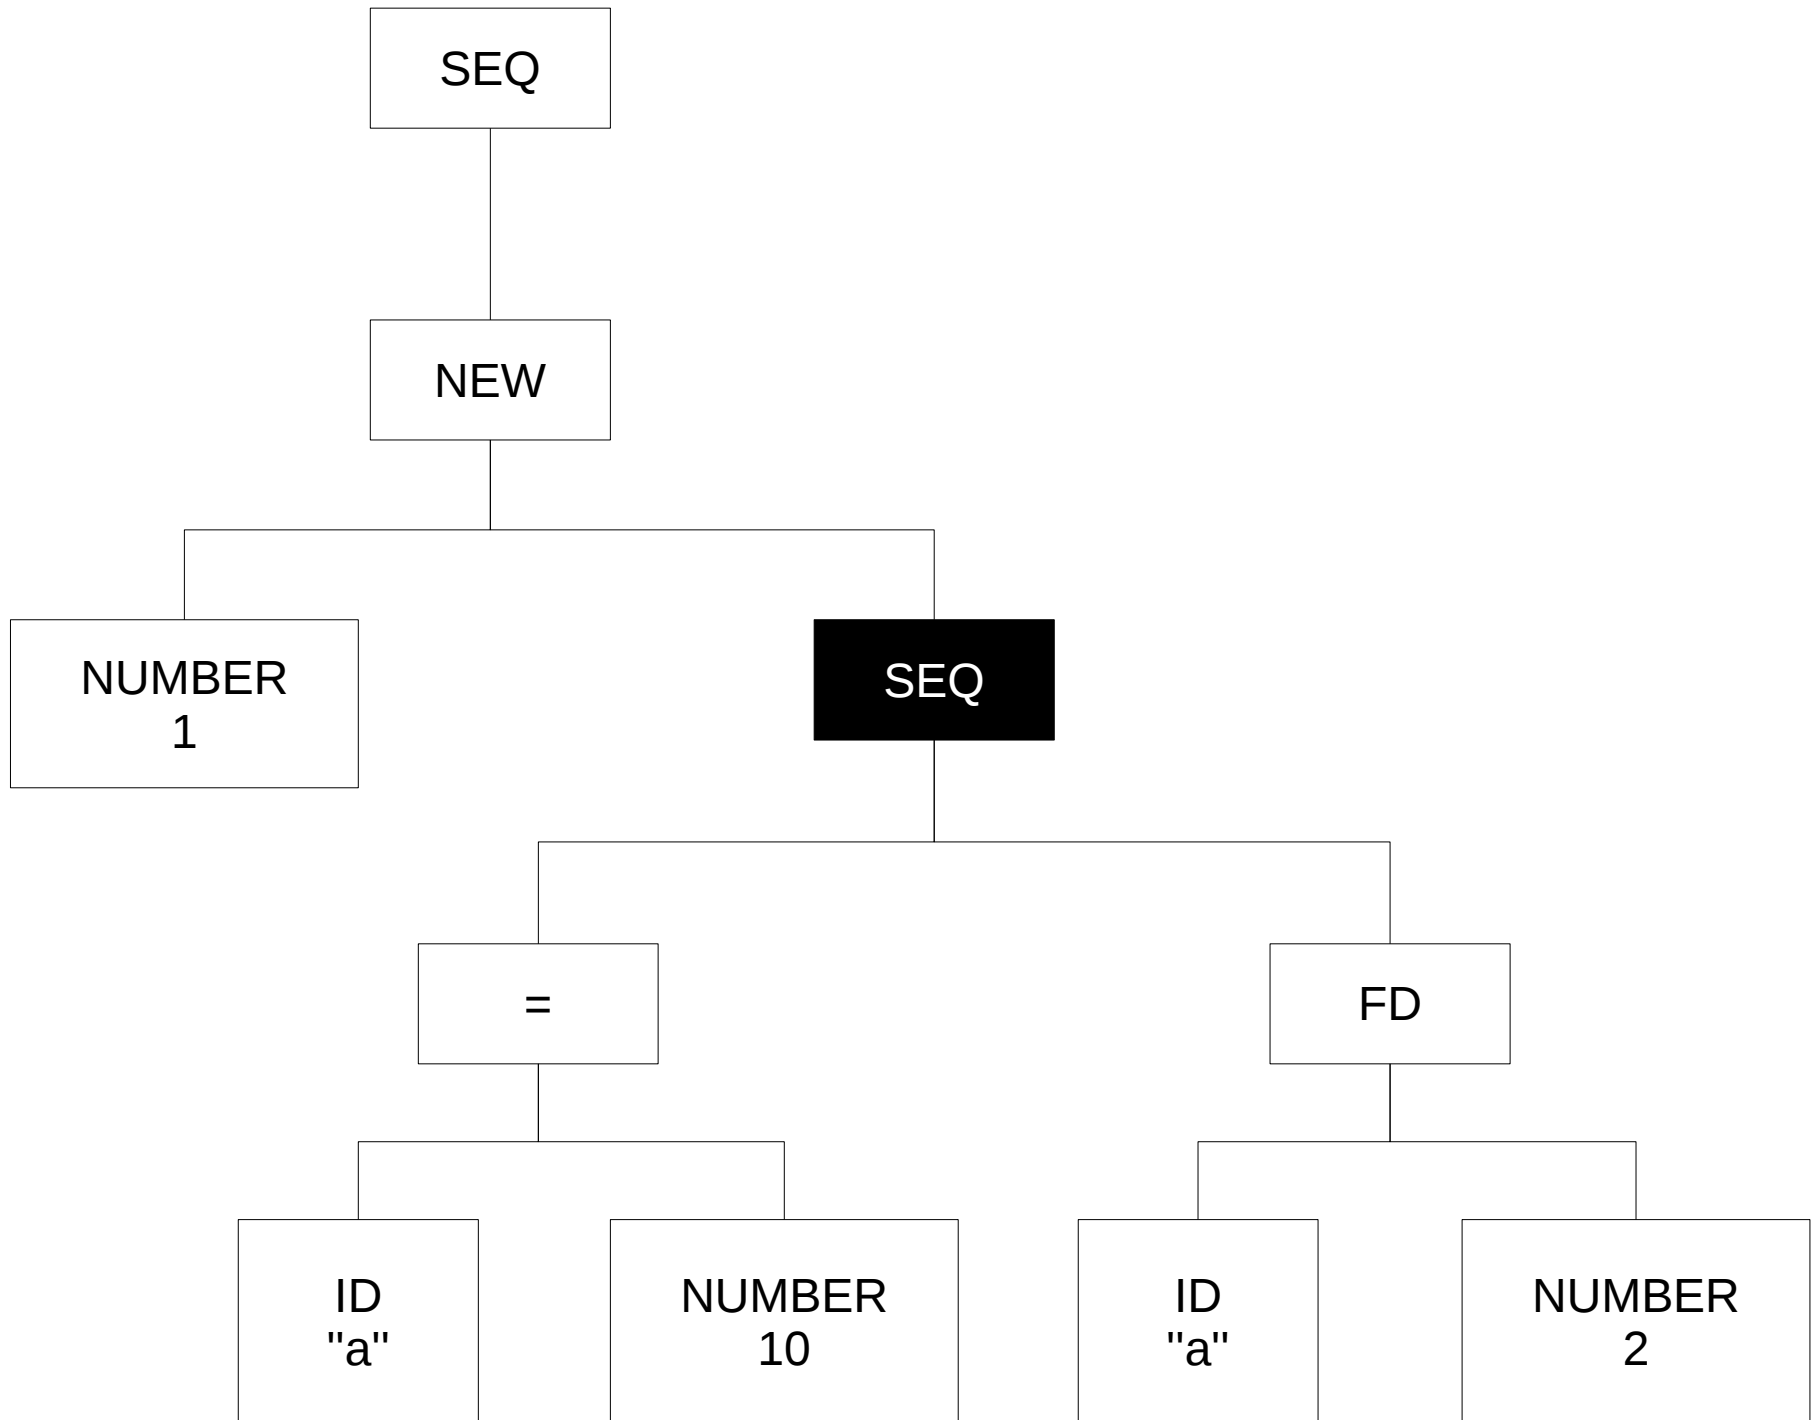 SEQ
NEW
NUMBER
1
SEQ
=
FD
ID
"a"
NUMBER
10
ID
"a"
NUMBER
2